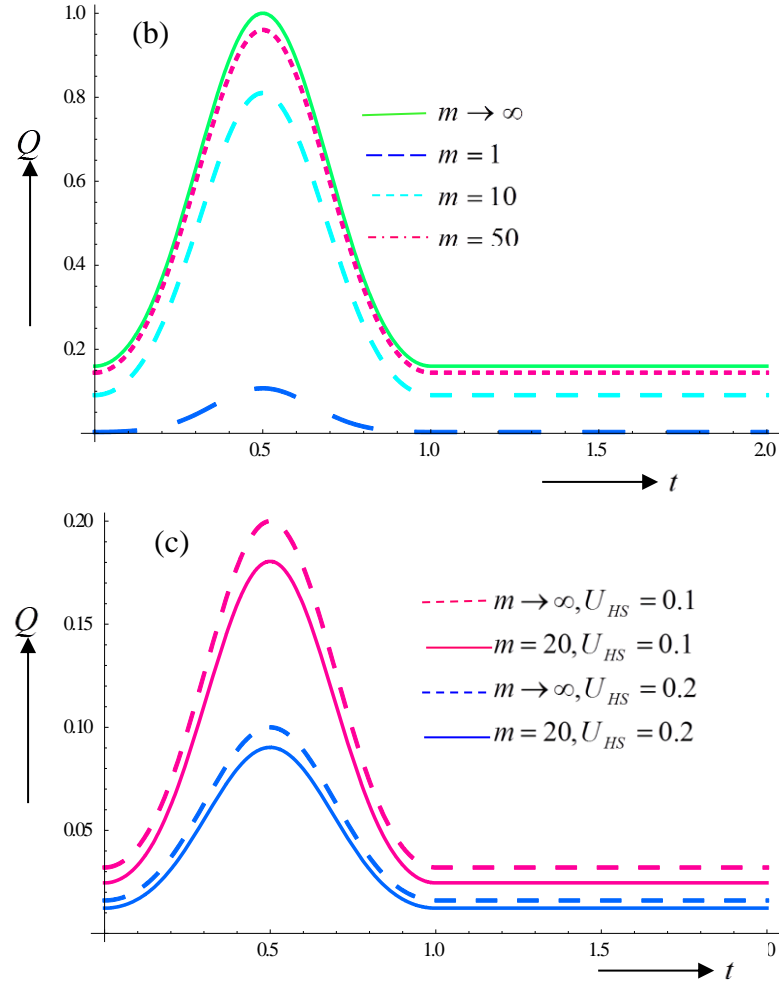 (b)
1.0
0.8
0.6
0.4
0.2
Q
m → ∞
m = 1
m = 10
m = 50
0.5
1.0
1.5
2.0
t
(c)
0.20
0.15
0.10
0.05
Q
m → ∞, U_HS = 0.1
m = 20, U_HS = 0.1
m → ∞, U_HS = 0.2
m = 20, U_HS = 0.2
0.5
1.0
1.5
0
t